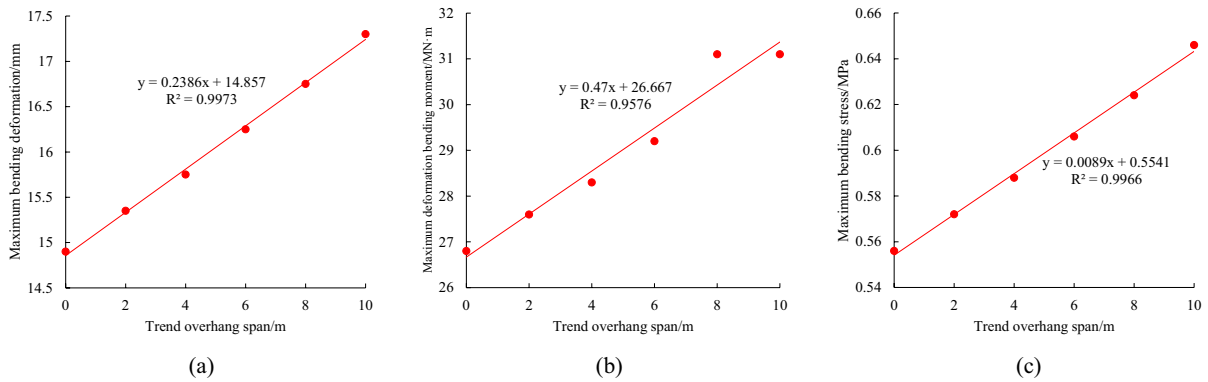 17.5
17
16.5
16
15.5
15
14.5
Maximum bending deformation/mm
y = 0.2386x + 14.857
R² = 0.9973
0 2 4 6 8 10
Trend overhang span/m
(a)
32
31
30
29
28
27
26
Maximum deformation bending moment/MN·m
y = 0.47x + 26.667
R² = 0.9576
0 2 4 6 8 10
Trend overhang span/m
(b)
0.66
0.64
0.62
0.6
0.58
0.56
0.54
Maximum bending stress/MPa
y = 0.0089x + 0.5541
R² = 0.9966
0 2 4 6 8 10
Trend overhang span/m
(c)